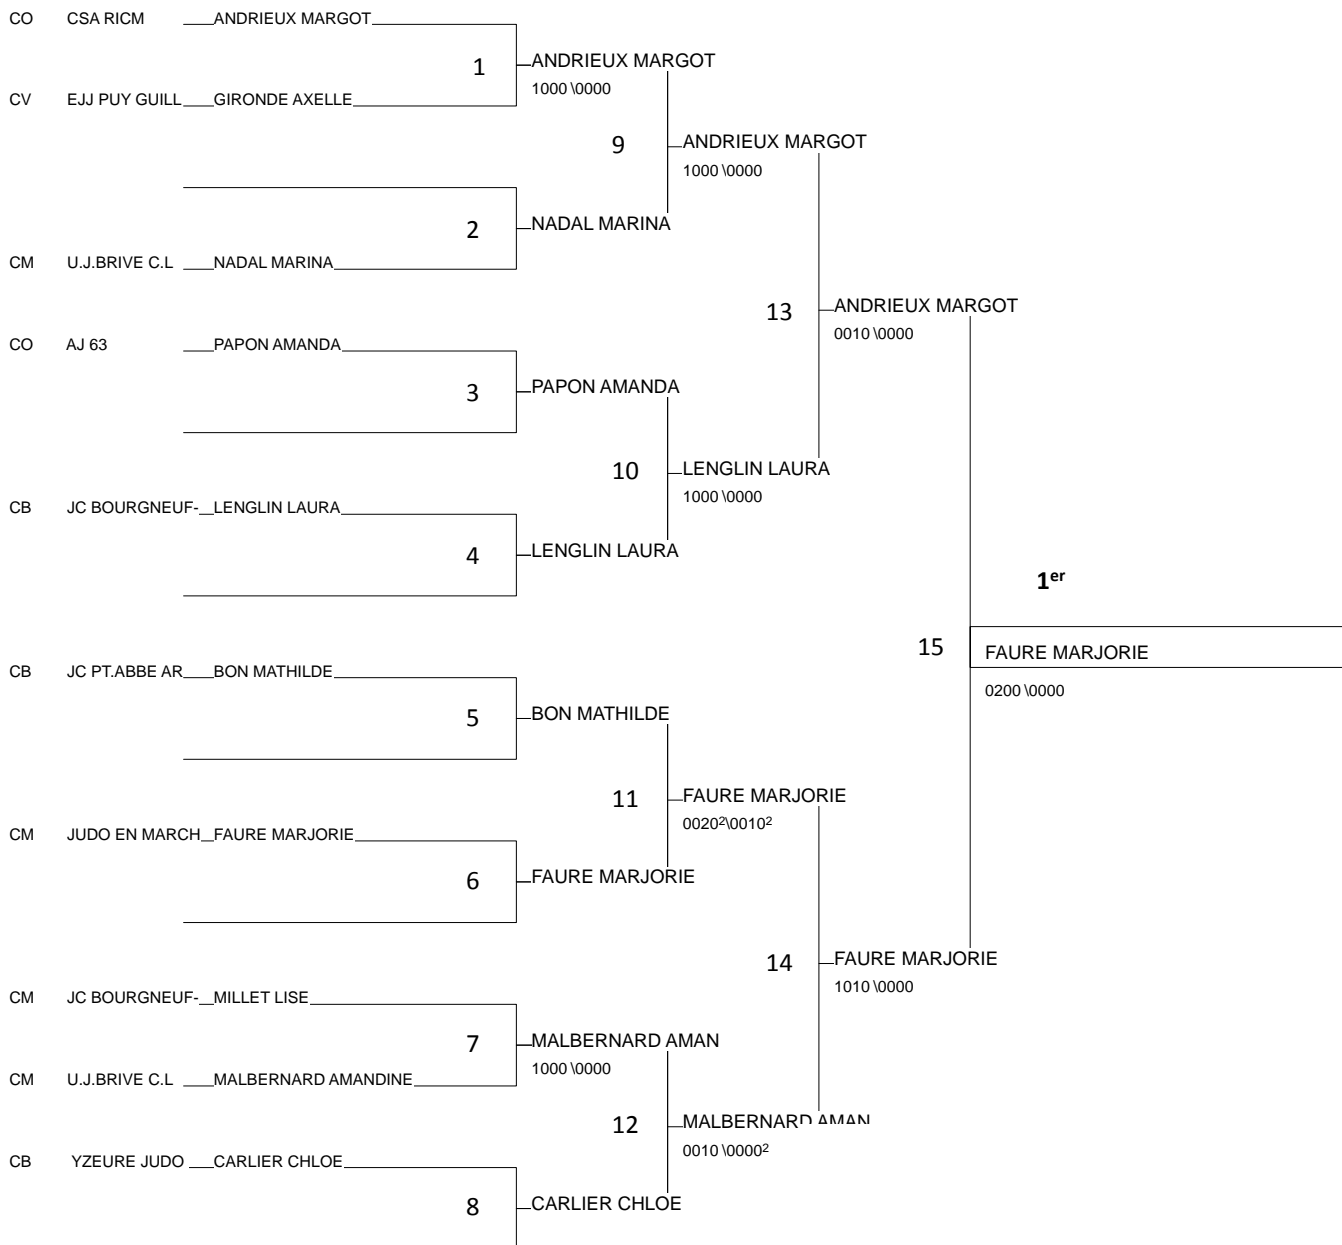 CO CSA RICM ANDRIEUX MARGOT
1 ANDRIEUX MARGOT
1000 \0000
CV EJJ PUY GUILL GIRONDE AXELLE
9 ANDRIEUX MARGOT
1000 \0000
2 NADAL MARINA
CM U.J.BRIVE C.L NADAL MARINA
13 ANDRIEUX MARGOT
0010 \0000
CO AJ 63 PAPON AMANDA
3 PAPON AMANDA
10 LENGLIN LAURA
1000 \0000
CB JC BOURGNEUF- LENGLIN LAURA
4 LENGLIN LAURA
1er
15 FAURE MARJORIE
0200 \0000
CB JC PT.ABBE AR BON MATHILDE
5 BON MATHILDE
11 FAURE MARJORIE
0020²\0010²
CM JUDO EN MARCH FAURE MARJORIE
6 FAURE MARJORIE
14 FAURE MARJORIE
1010 \0000
CM JC BOURGNEUF- MILLET LISE
7 MALBERNARD AMAN
1000 \0000
CM U.J.BRIVE C.L MALBERNARD AMANDINE
12 MALBERNARD AMAN
0010 \0000²
CB YZEURE JUDO CARLIER CHLOE
8 CARLIER CHLOE